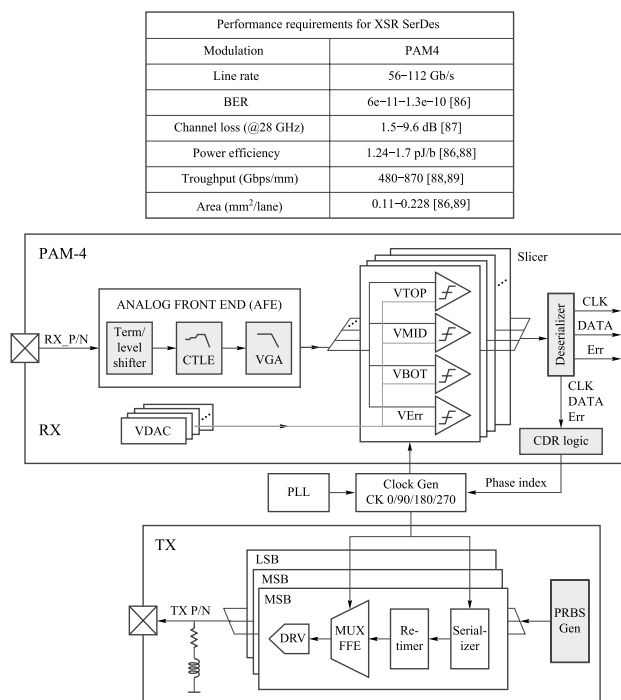 Performance requirements for XSR SerDes
Modulation PAM4
Line rate 56−112 Gb/s
BER 6e−11−1.3e−10 [86]
Channel loss (@28 GHz) 1.5−9.6 dB [87]
Power efficiency 1.24−1.7 pJ/b [86,88]
Troughput (Gbps/mm) 480−870 [88,89]
Area (mm²/lane) 0.11−0.228 [86,89]
PAM-4
Slicer
ANALOG FRONT END (AFE)
RX_P/N
Term/
level
shifter
CTLE
VGA
VTOP
VMID
VBOT
VErr
Deserializer
CLK
DATA
Err
CLK
DATA
Err
RX
VDAC
CDR logic
PLL
Clock Gen
CK 0/90/180/270
Phase index
TX
LSB
MSB
MSB
TX P/N
DRV
MUX
FFE
Re-
timer
Serial-
izer
PRBS
Gen